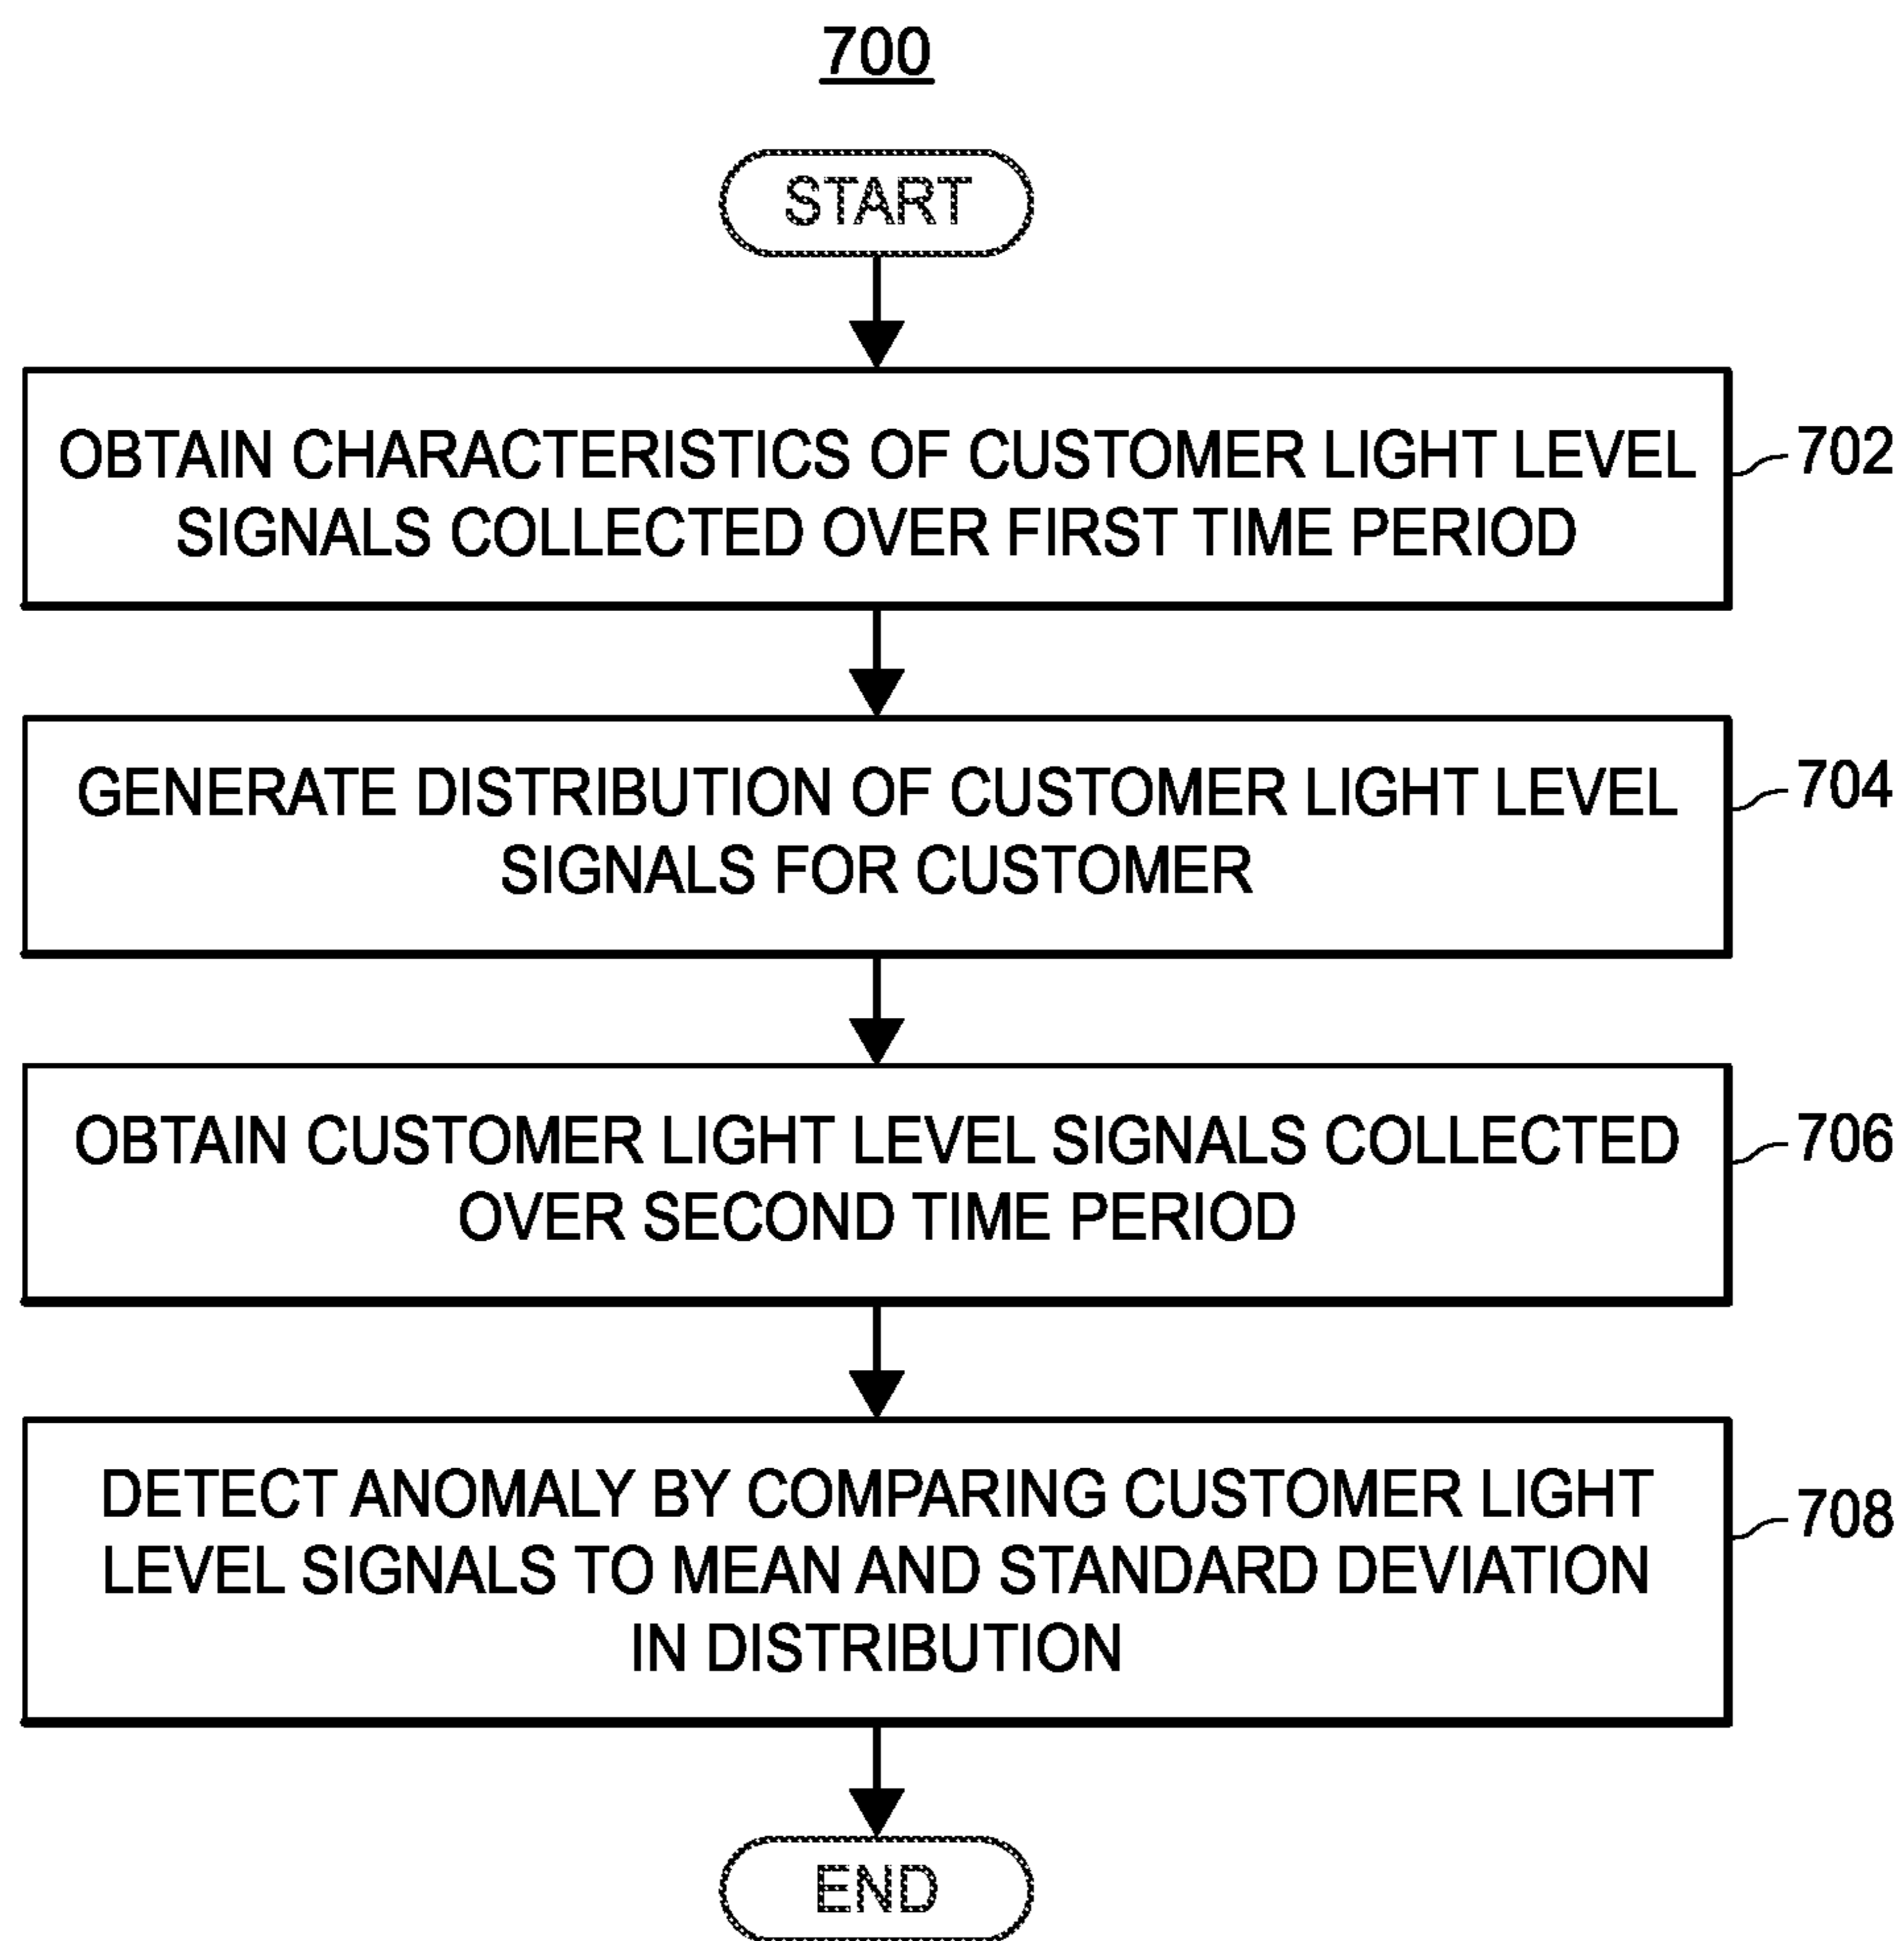 700
START
OBTAIN CHARACTERISTICS OF CUSTOMER LIGHT LEVEL
SIGNALS COLLECTED OVER FIRST TIME PERIOD
702
GENERATE DISTRIBUTION OF CUSTOMER LIGHT LEVEL
SIGNALS FOR CUSTOMER
704
OBTAIN CUSTOMER LIGHT LEVEL SIGNALS COLLECTED
OVER SECOND TIME PERIOD
706
DETECT ANOMALY BY COMPARING CUSTOMER LIGHT
LEVEL SIGNALS TO MEAN AND STANDARD DEVIATION
IN DISTRIBUTION
708
END